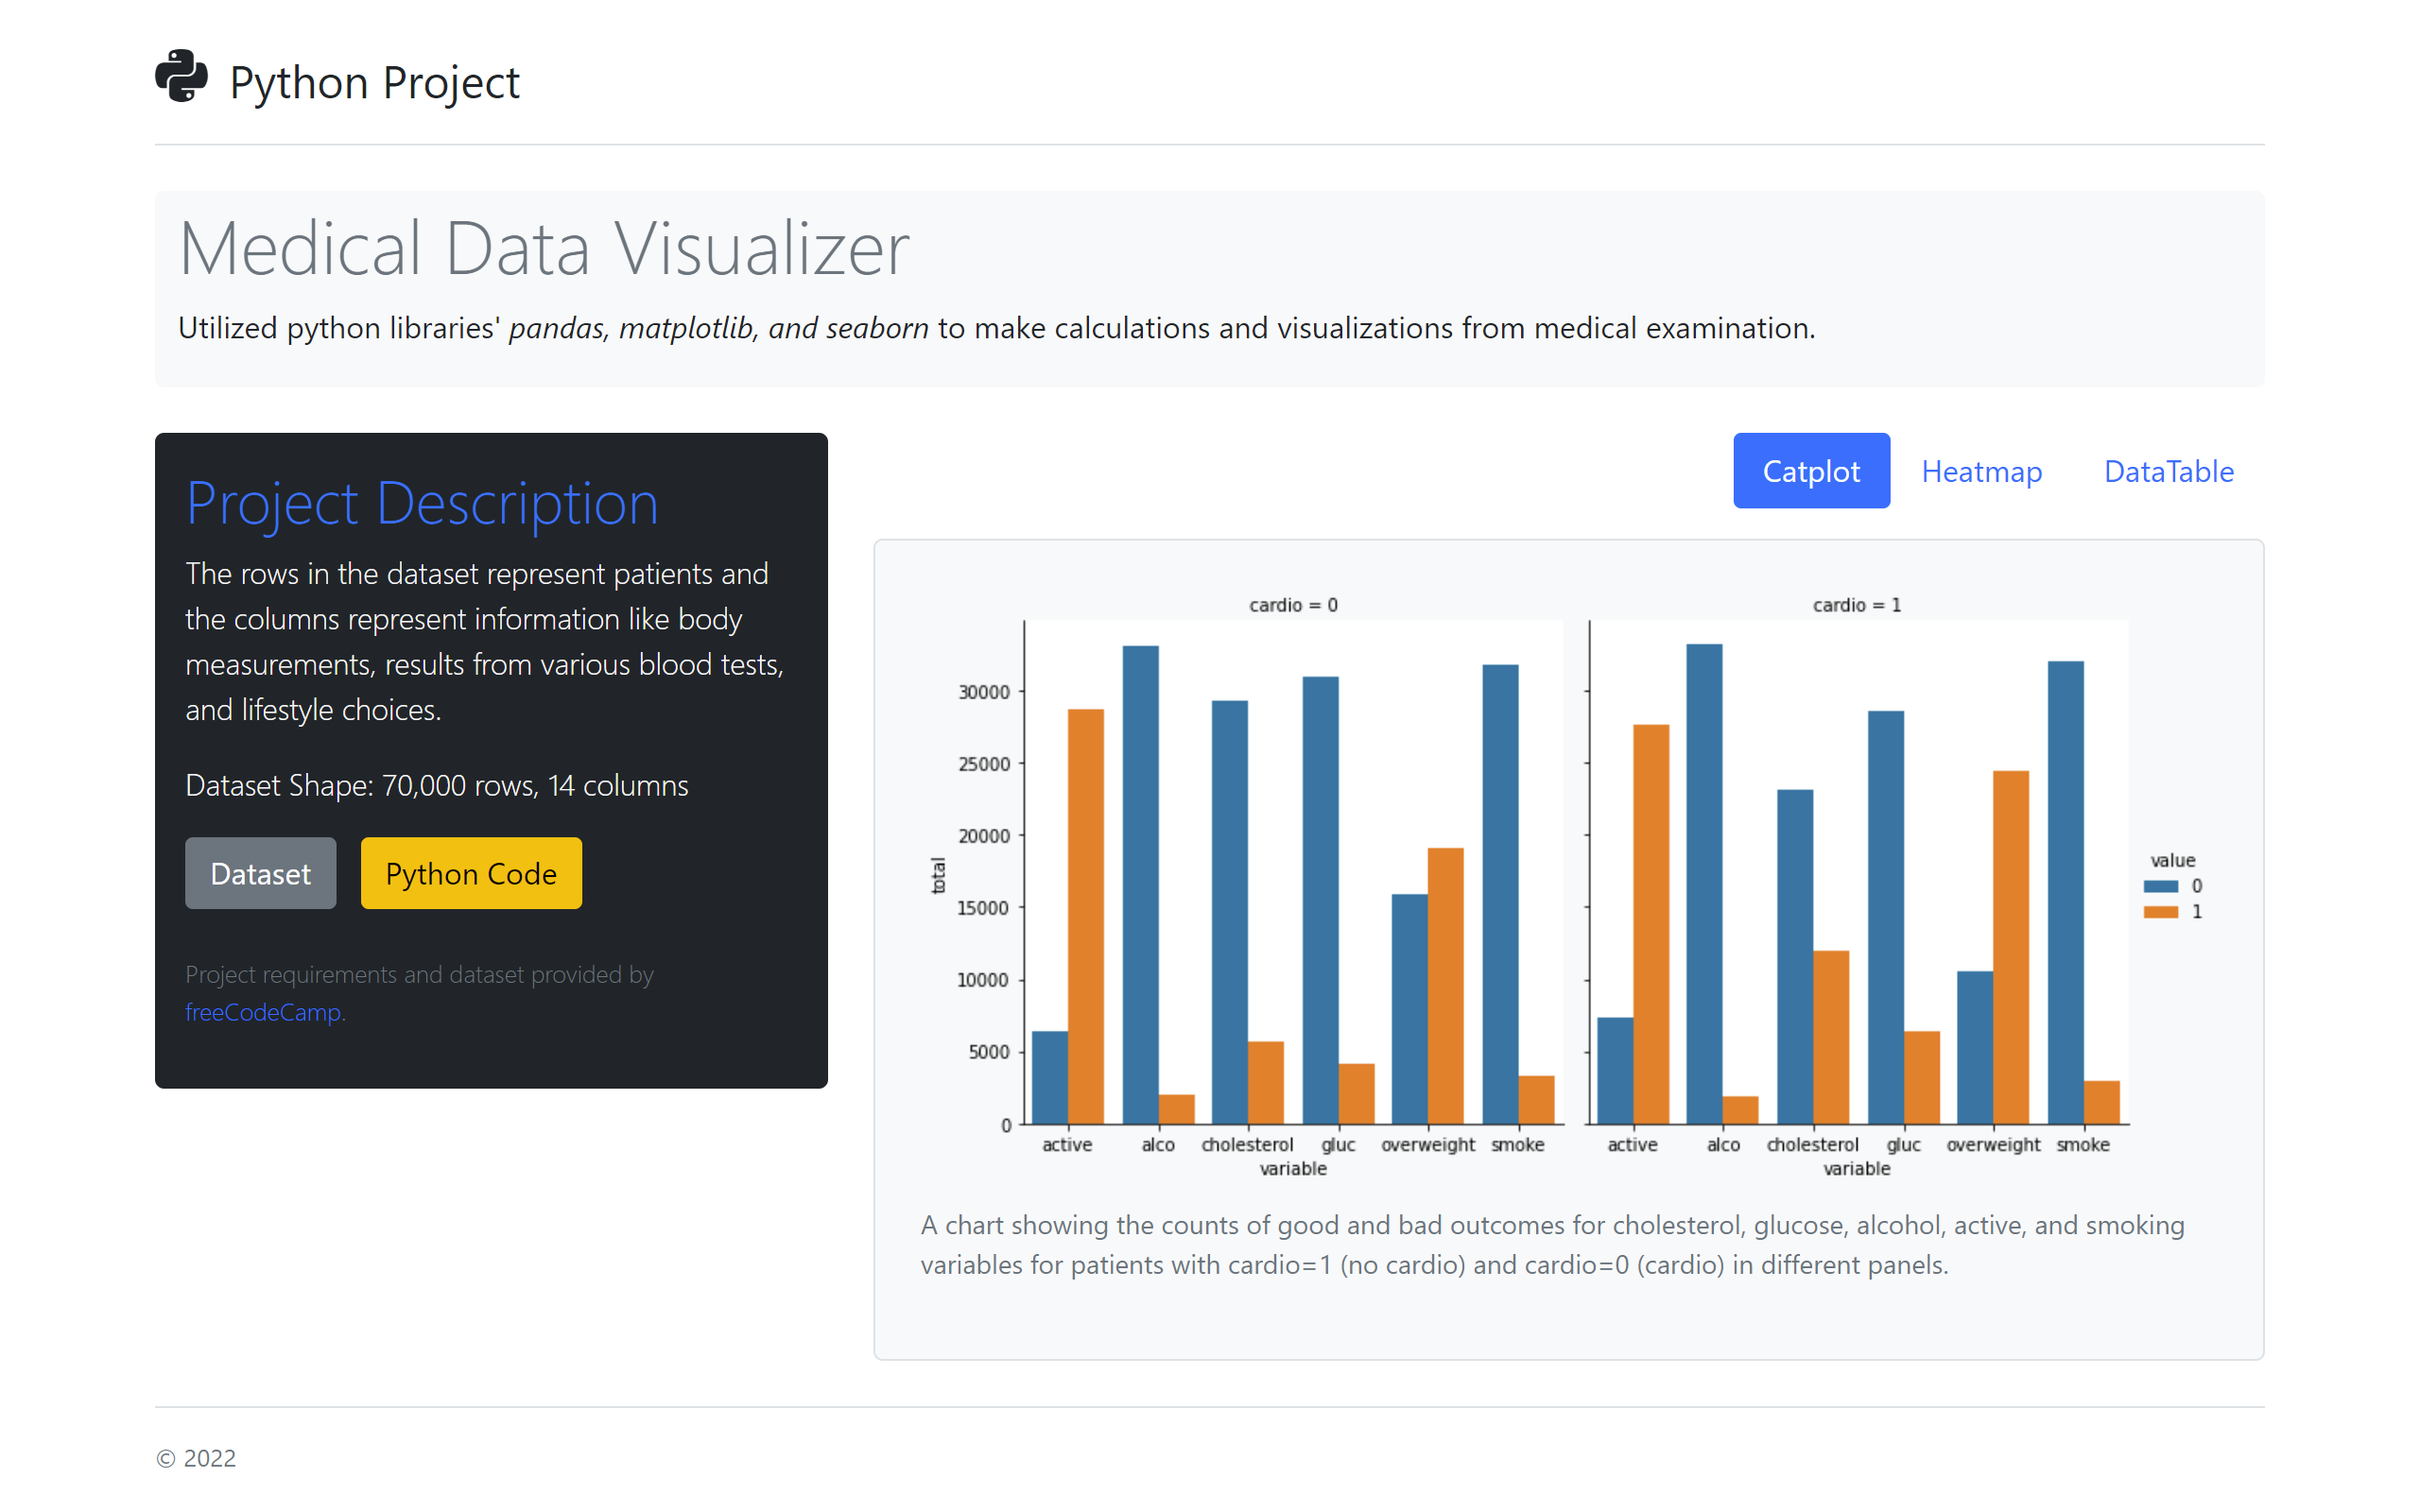 Python Project
Medical Data Visualizer
Utilized python libraries' pandas, matplotlib, and seaborn to make calculations and visualizations from medical examination.
Project Description
The rows in the dataset represent patients and
the columns represent information like body
measurements, results from various blood tests,
and lifestyle choices.
Dataset Shape: 70,000 rows, 14 columns
Dataset Python Code
Project requirements and dataset provided by
freeCodeCamp.
Catplot Heatmap DataTable
cardio = 0 cardio = 1
30000
25000
20000
15000
10000
5000
0
total
active alco cholesterol gluc overweight smoke active alco cholesterol gluc overweight smoke
variable variable
value
0
1
A chart showing the counts of good and bad outcomes for cholesterol, glucose, alcohol, active, and smoking
variables for patients with cardio=1 (no cardio) and cardio=0 (cardio) in different panels.
© 2022